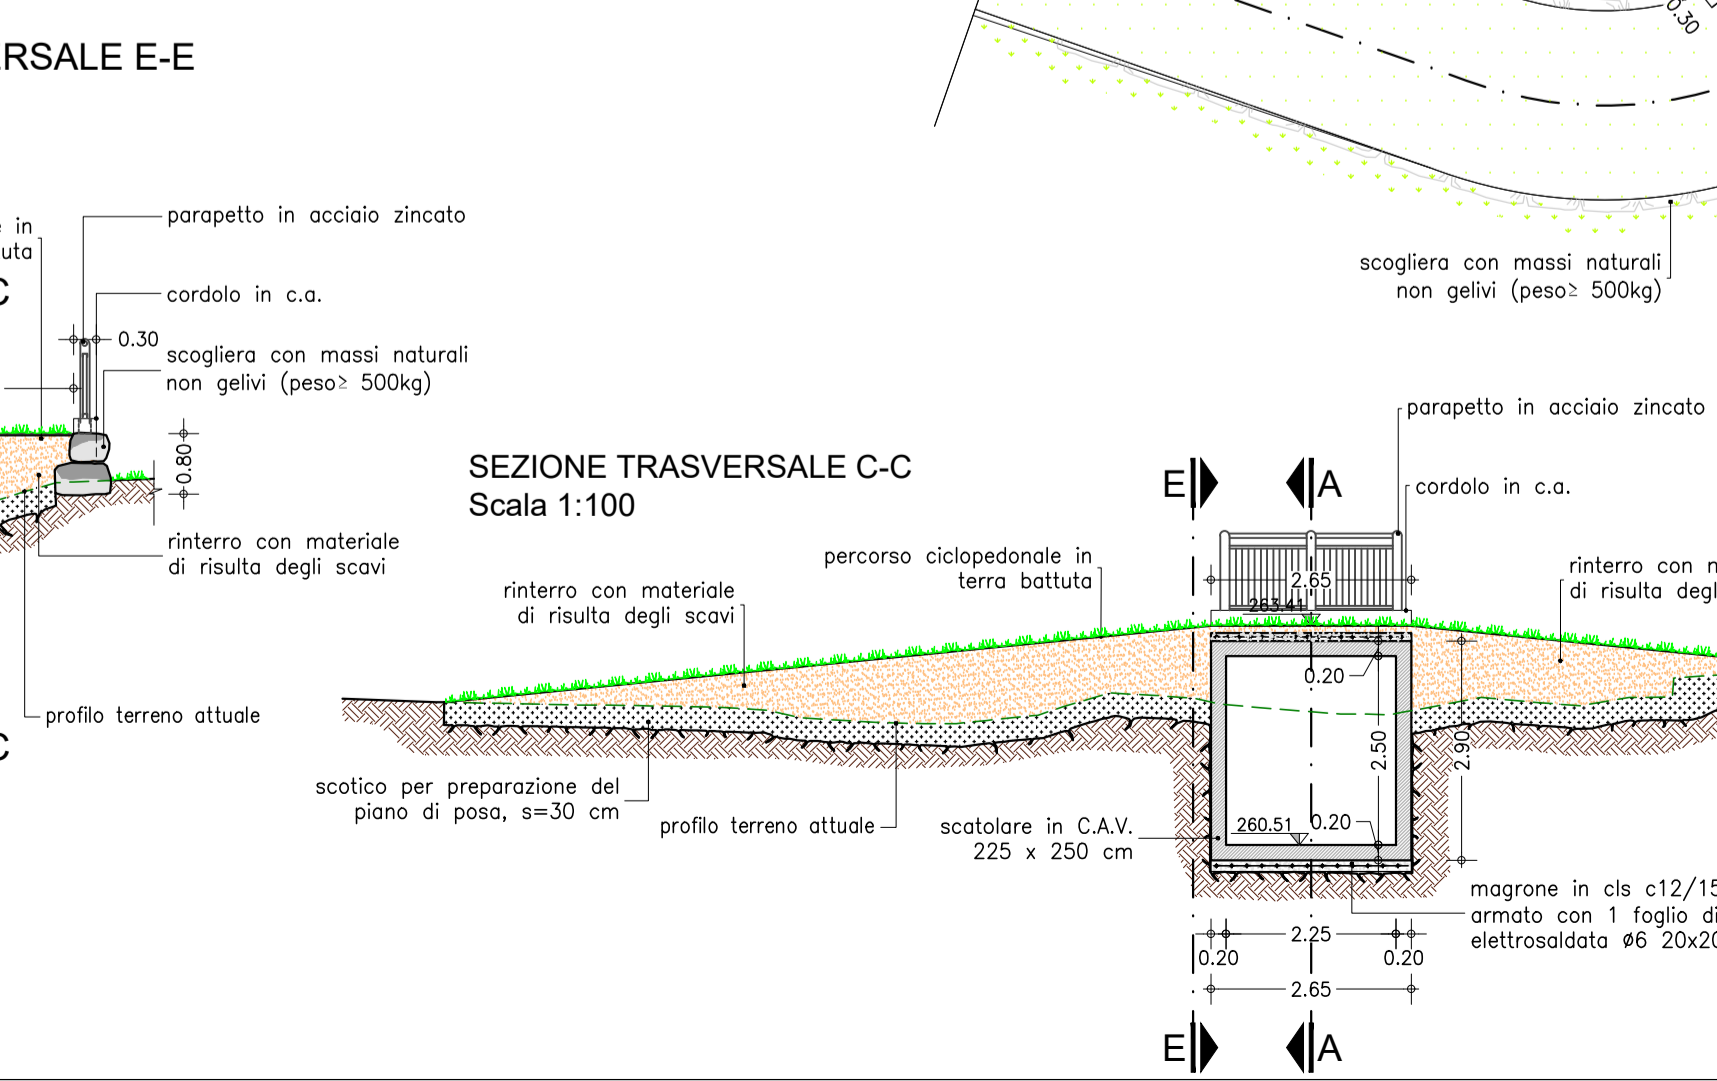 RSALE E-E
0.30
parapetto in acciaio zincato
e in
uta
C
cordolo in c.a.
0.30
scogliera con massi naturali
non gelivi (peso≥ 500kg)
0.80
rinterro con materiale
di risulta degli scavi
profilo terreno attuale
C
scogliera con massi naturali
non gelivi (peso≥ 500kg)
SEZIONE TRASVERSALE C-C
Scala 1:100
E
A
parapetto in acciaio zincato
cordolo in c.a.
percorso ciclopedonale in
terra battuta
rinterro con materiale
di risulta degli scavi
2.65
263.41
rinterro con m
di risulta degl
0.20
2.50
2.90
scotico per preparazione del
piano di posa, s=30 cm
profilo terreno attuale
scatolare in C.A.V.
225 x 250 cm
260.51
0.20
magrone in cls c12/15
armato con 1 foglio di
elettrosaldata ø6 20x20
2.25
0.20
0.20
2.65
E
A